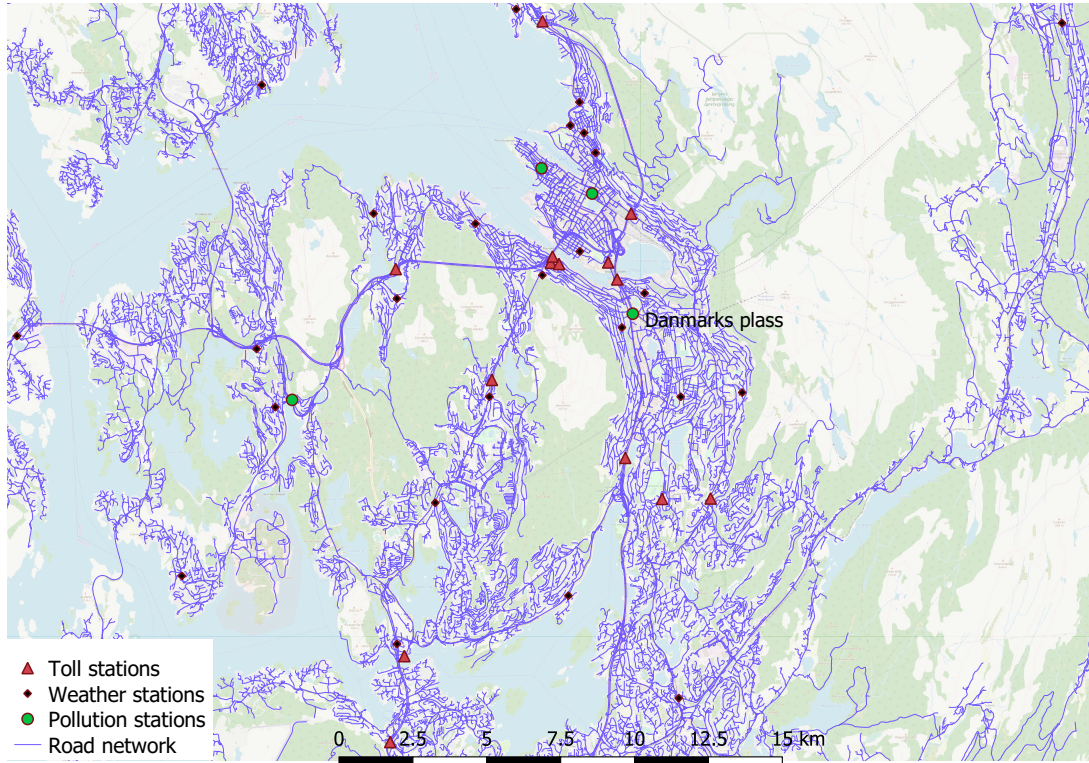 Danmarks plass
Toll stations
Weather stations
Pollution stations
Road network
0 2.5 5 7.5 10 12.5 15 km